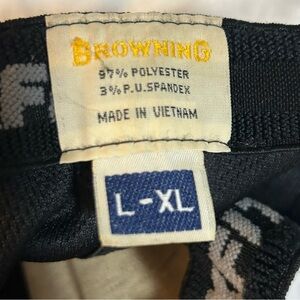 BROWNING
97% POLYESTER
3% P.U. SPANDEX
MADE IN VIETNAM
L-XL